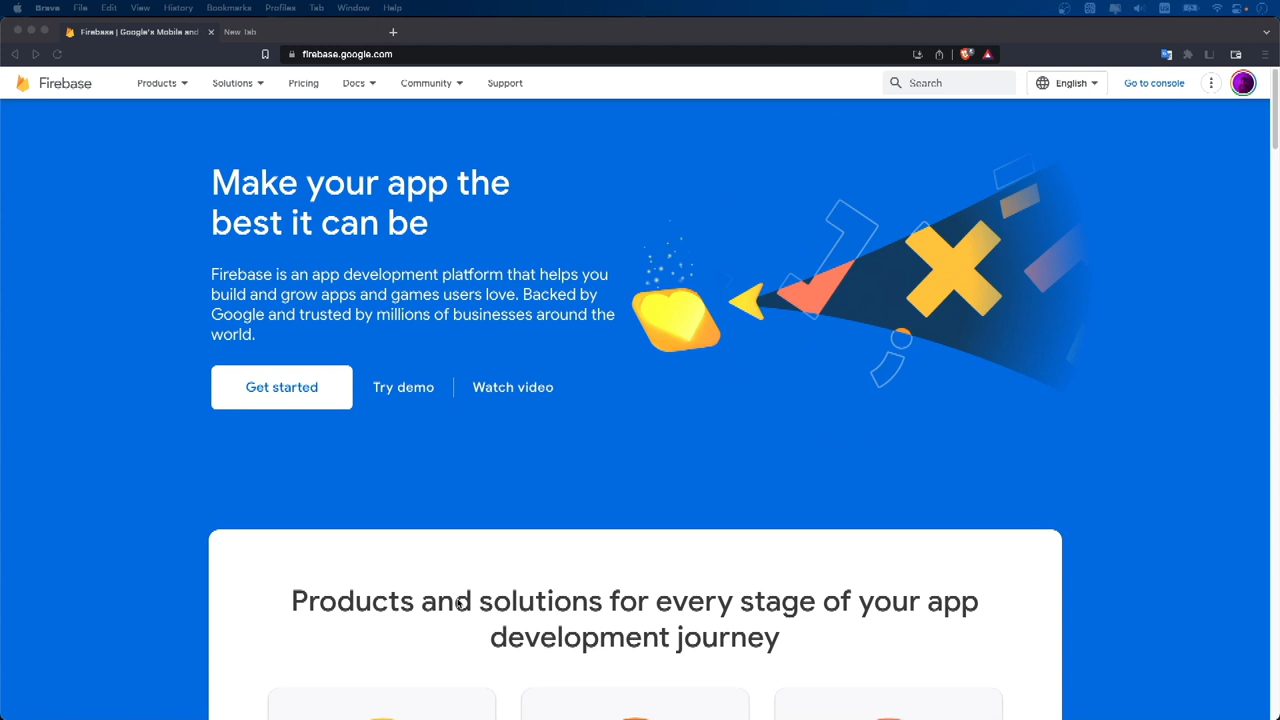 Brave File Edit View History Bookmarks Profiles Tab Window Help
Firebase | Google's Mobile and
New Tab
firebase.google.com
Firebase Products Solutions Pricing Docs Community Support Search English Go to console
Make your app the
best it can be
Firebase is an app development platform that helps you
build and grow apps and games users love. Backed by
Google and trusted by millions of businesses around the
world.
Get started Try demo Watch video
Products and solutions for every stage of your app
development journey